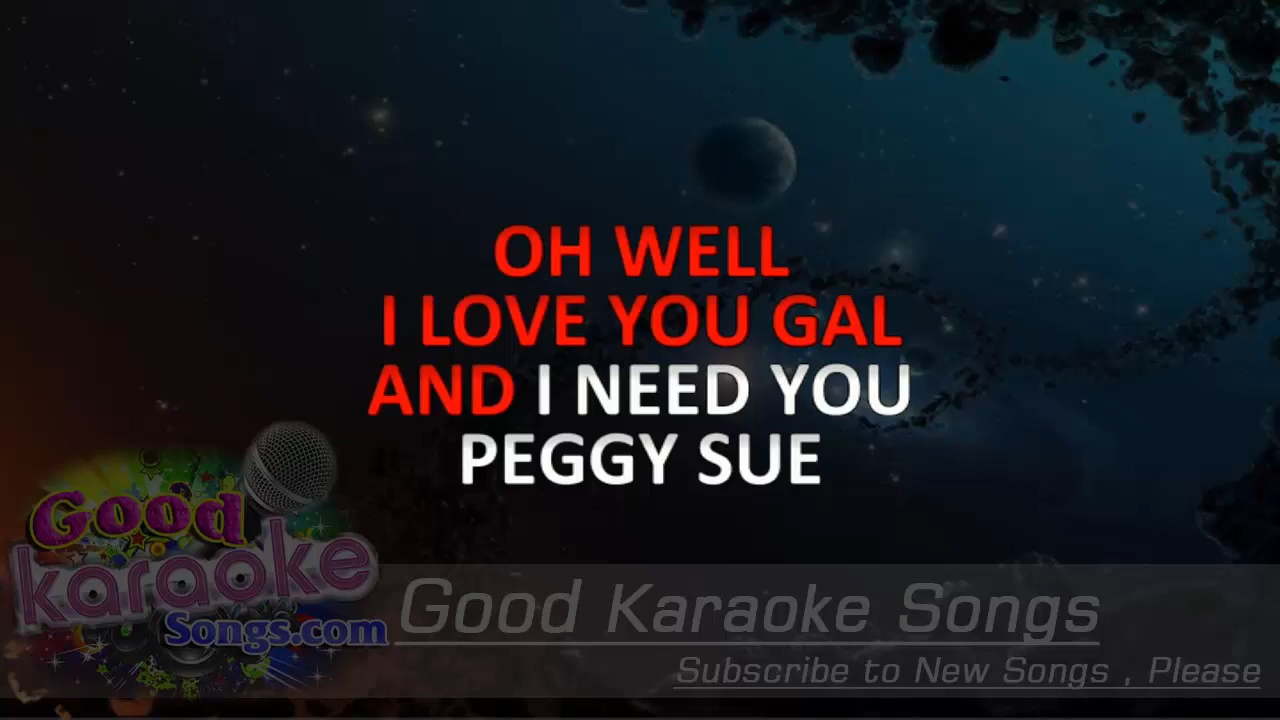 OH WELL
I LOVE YOU GAL
AND I NEED YOU
PEGGY SUE
Good
karaoke
Songs.com
Good Karaoke Songs
Subscribe to New Songs , Please